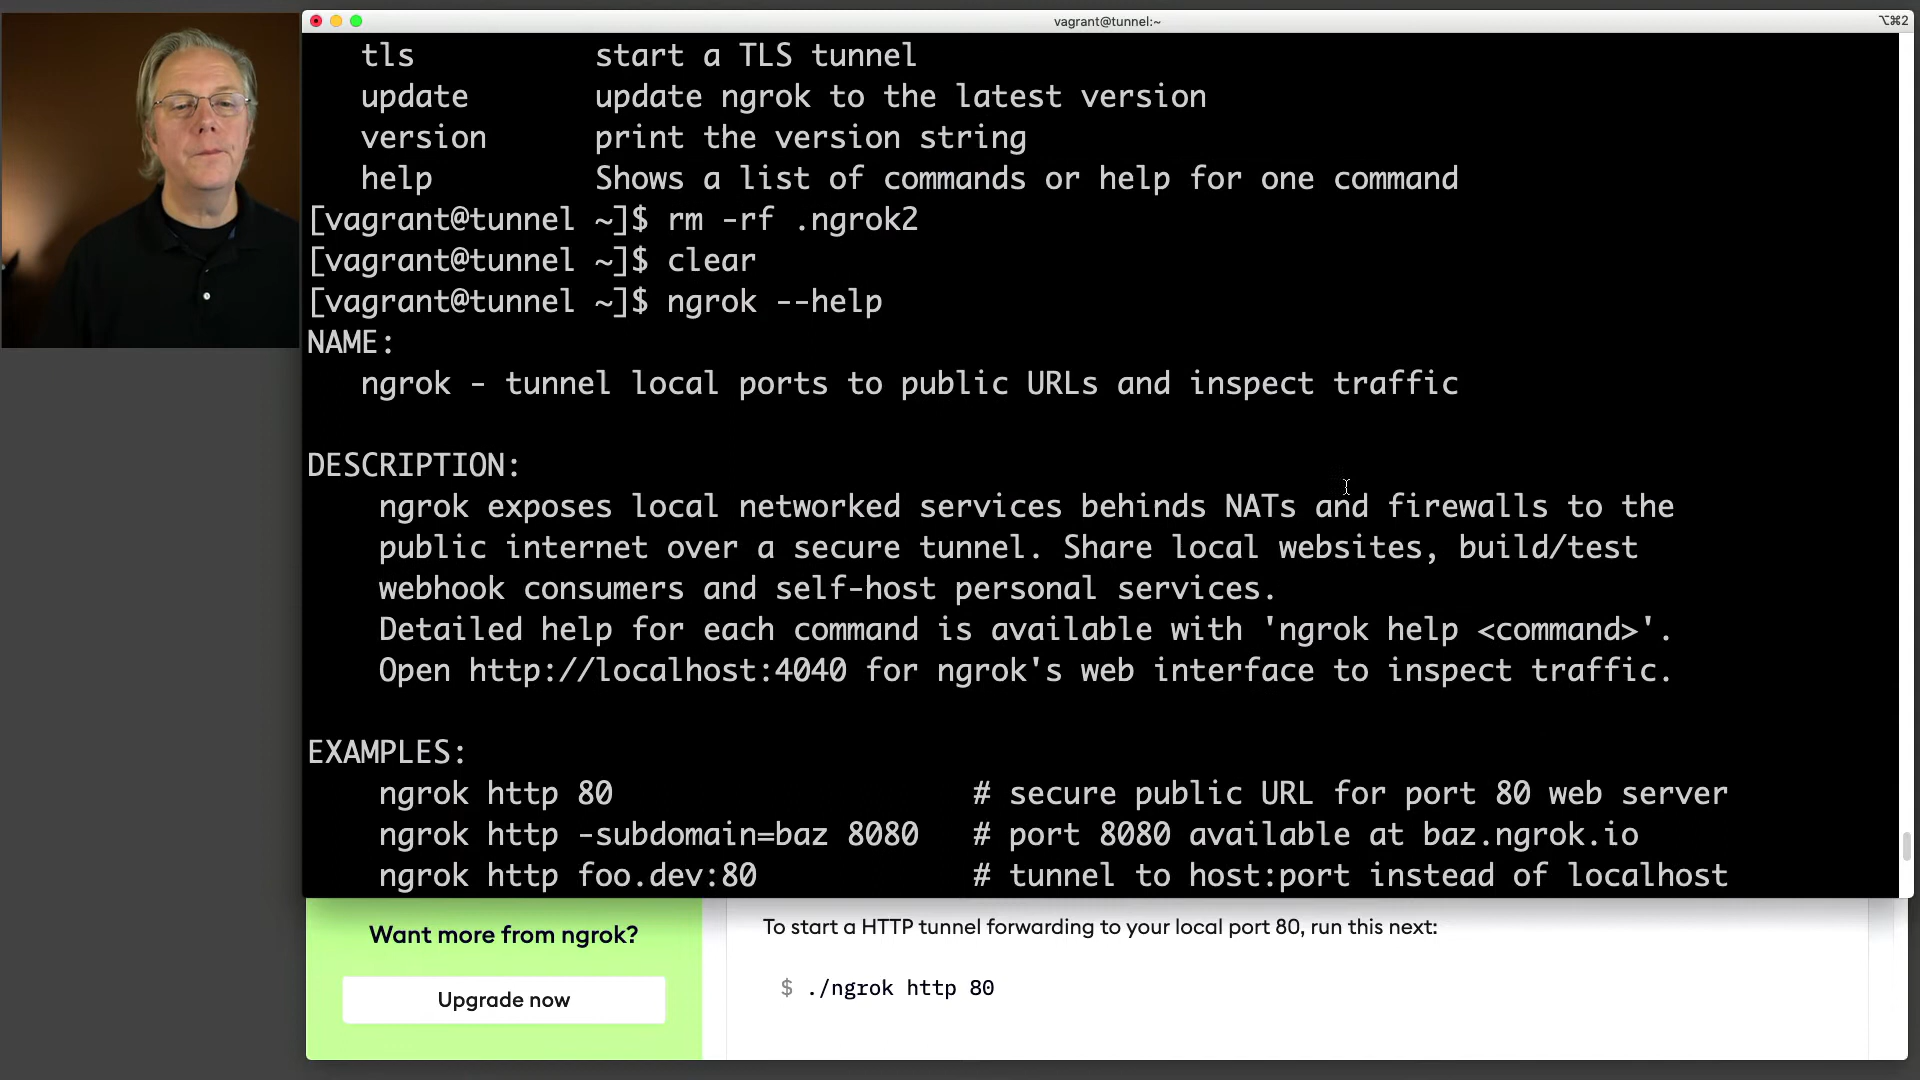 vagrant@tunnel:~
⌥⌘2
tls start a TLS tunnel
update update ngrok to the latest version
version print the version string
help Shows a list of commands or help for one command
[vagrant@tunnel ~]$ rm -rf .ngrok2
[vagrant@tunnel ~]$ clear
[vagrant@tunnel ~]$ ngrok --help
NAME:
ngrok - tunnel local ports to public URLs and inspect traffic
DESCRIPTION:
ngrok exposes local networked services behinds NATs and firewalls to the
public internet over a secure tunnel. Share local websites, build/test
webhook consumers and self-host personal services.
Detailed help for each command is available with 'ngrok help <command>'.
Open http://localhost:4040 for ngrok's web interface to inspect traffic.
EXAMPLES:
ngrok http 80 # secure public URL for port 80 web server
ngrok http -subdomain=baz 8080 # port 8080 available at baz.ngrok.io
ngrok http foo.dev:80 # tunnel to host:port instead of localhost
Want more from ngrok?
Upgrade now
To start a HTTP tunnel forwarding to your local port 80, run this next:
$ ./ngrok http 80